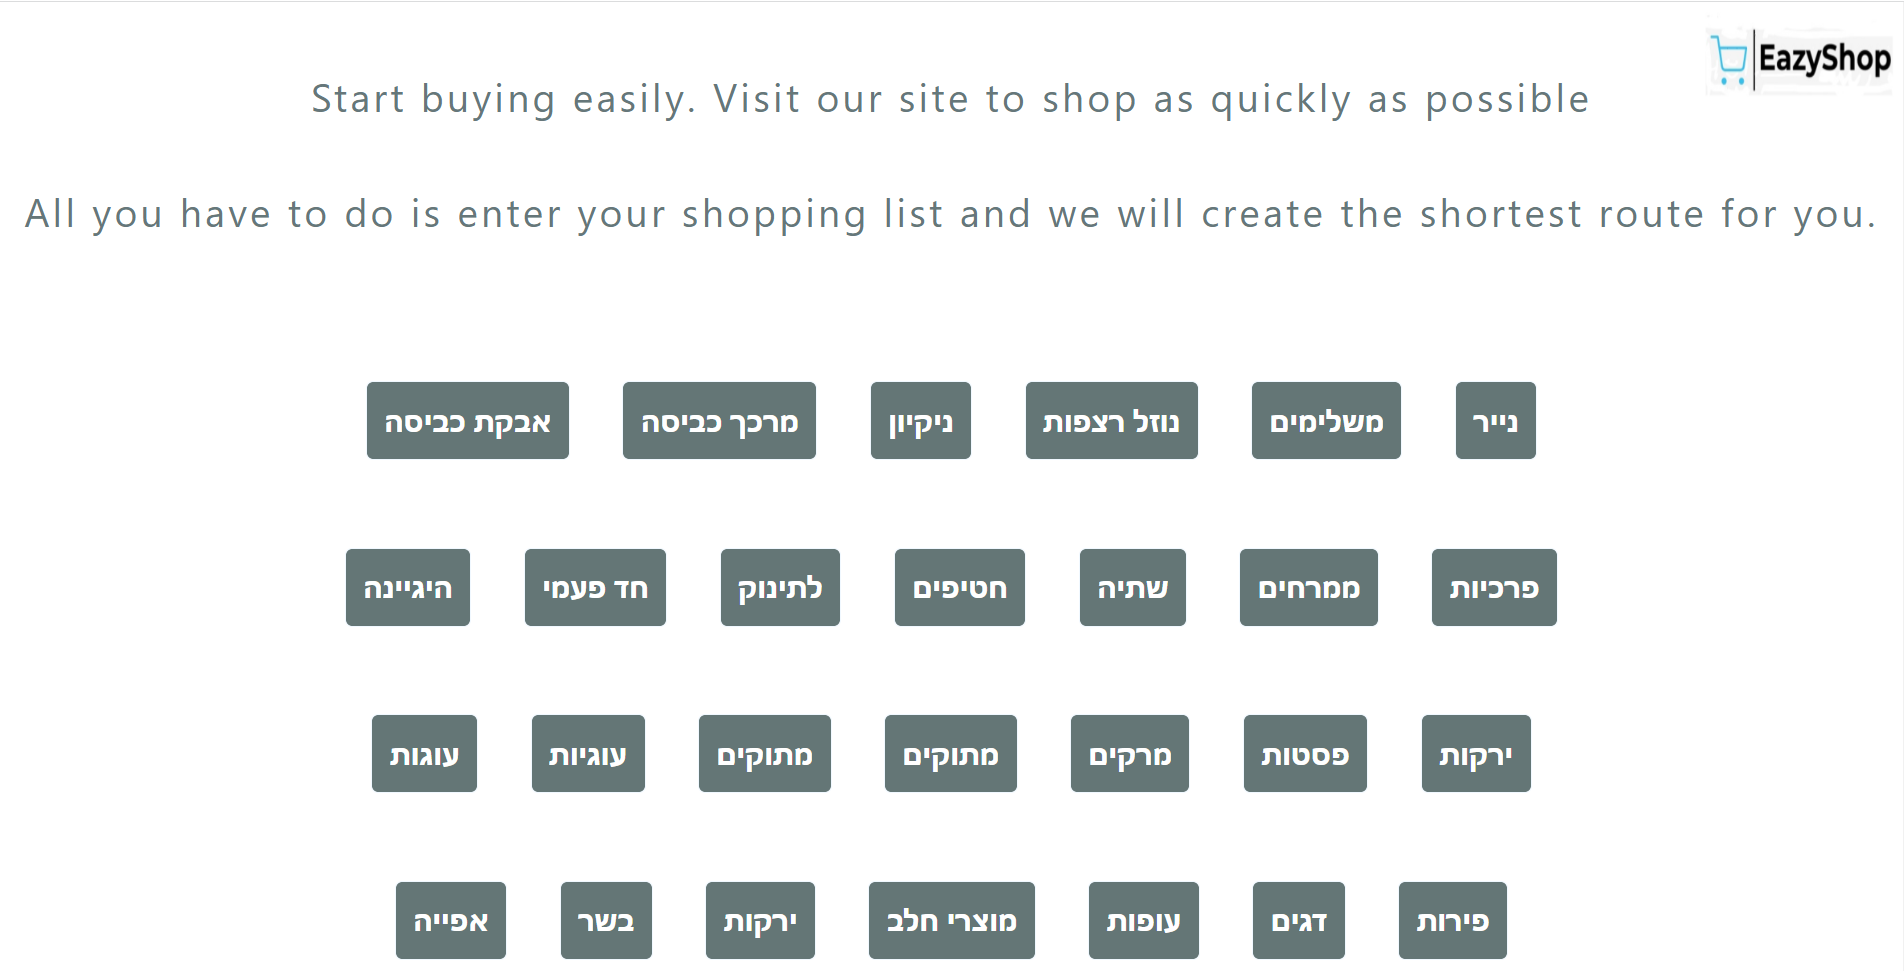 EazyShop
Start buying easily. Visit our site to shop as quickly as possible
All you have to do is enter your shopping list and we will create the shortest route for you.
נייר משלימים נוזל רצפות ניקיון מרכך כביסה אבקת כביסה
פרכיות ממרחים שתיה חטיפים לתינוק חד פעמי היגיינה
ירקות פסטות מרקים מתוקים מתוקים עוגיות עוגות
פירות דגים עופות מוצרי חלב ירקות בשר אפייה